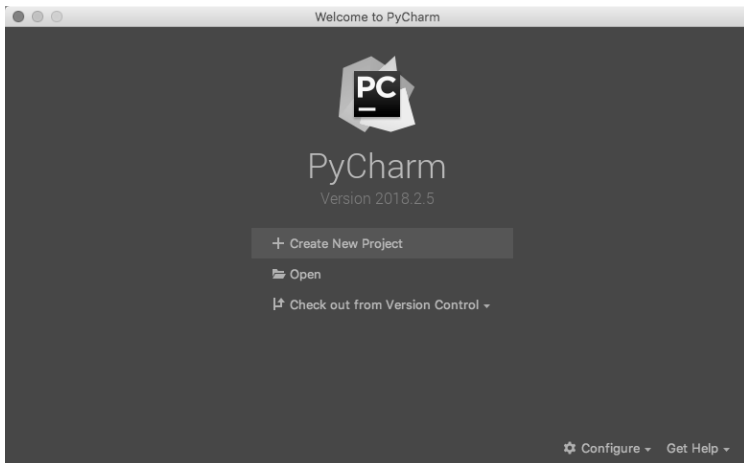 Welcome to PyCharm
PC
PyCharm
Version 2018.2.5
Create New Project
Open
Check out from Version Control
Configure Get Help